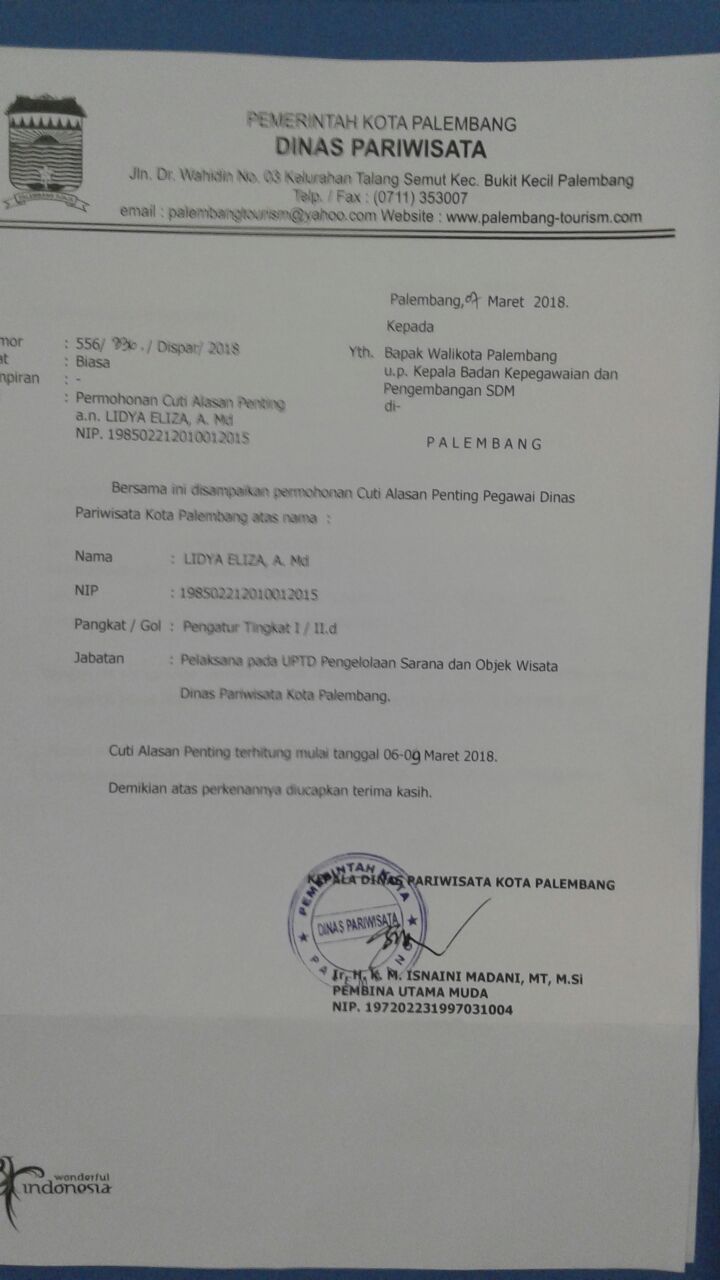 PEMERINTAH KOTA PALEMBANG
DINAS PARIWISATA
Jln. Dr. Wahidin No. 03 Kelurahan Talang Semut Kec. Bukit Kecil Palembang
Telp. / Fax : (0711) 353007
email : palembangtourism@yahoo.com Website : www.palembang-tourism.com
Palembang, Maret 2018.
Kepada
Yth. Bapak Walikota Palembang
u.p. Kepala Badan Kepegawaian dan
Pengembangan SDM
di-
P A L E M B A N G
mor : 556/ / Dispar/ 2018
at : Biasa
mpiran : -
: Permohonan Cuti Alasan Penting
a.n. LIDYA ELIZA, A. Md
NIP. 198502212010012015
Bersama ini disampaikan permohonan Cuti Alasan Penting Pegawai Dinas
Pariwisata Kota Palembang atas nama :
Nama : LIDYA ELIZA, A. Md
NIP : 198502212010012015
Pangkat / Gol : Pengatur Tingkat I / II.d
Jabatan : Pelaksana pada UPTD Pengelolaan Sarana dan Objek Wisata
Dinas Pariwisata Kota Palembang.
Cuti Alasan Penting terhitung mulai tanggal 06-09 Maret 2018.
Demikian atas perkenannya diucapkan terima kasih.
KEPALA DINAS PARIWISATA KOTA PALEMBANG
PEMERINTAH KOTA
DINAS PARIWISATA
PALEMBANG
Ir. H. K. M. ISNAINI MADANI, MT, M.Si
PEMBINA UTAMA MUDA
NIP. 197202231997031004
wonderful
indonesia